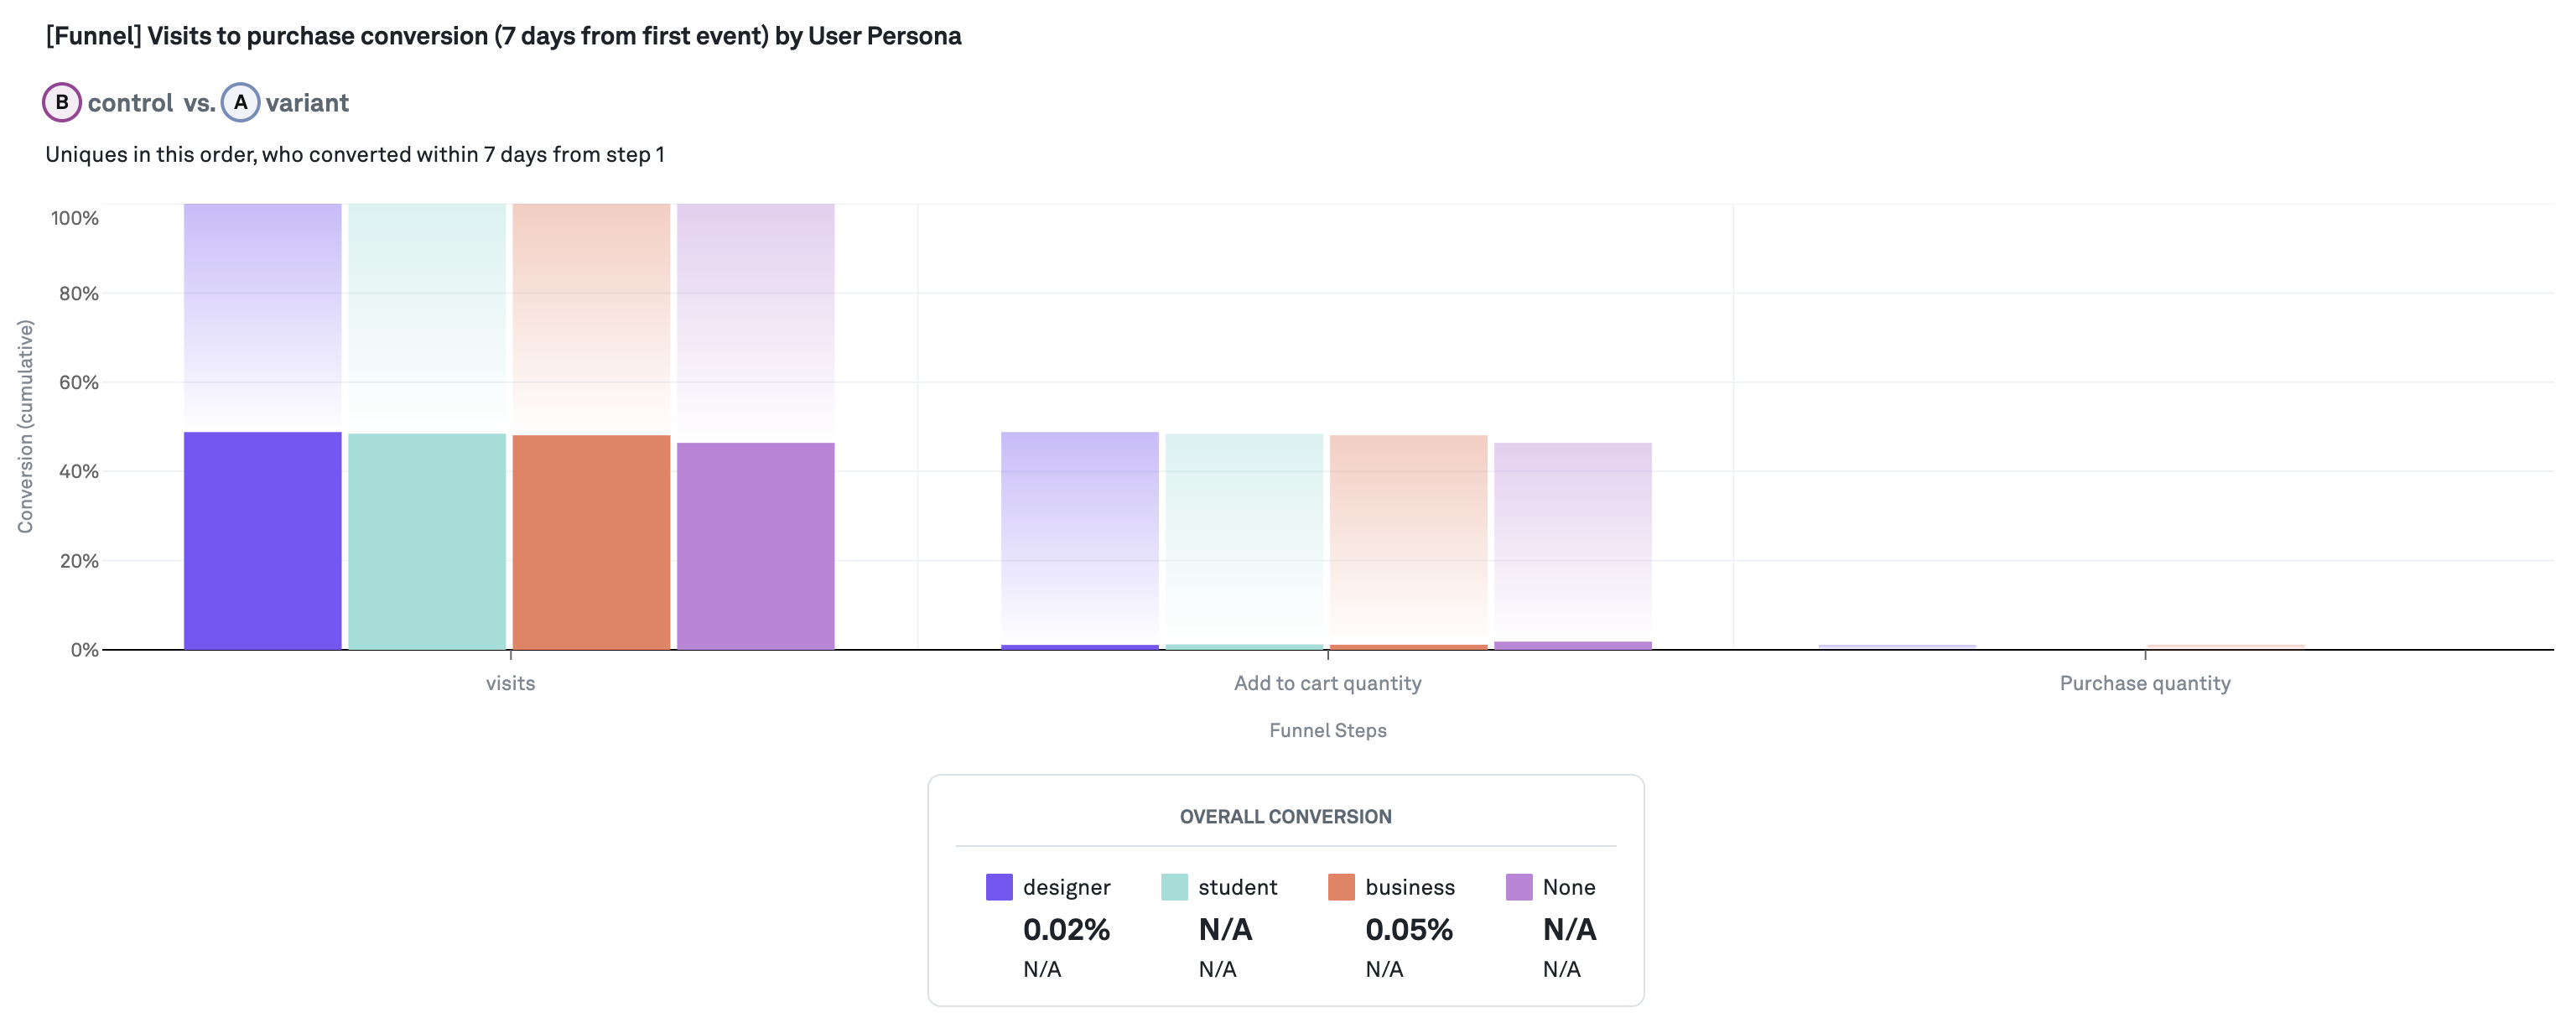 [Funnel] Visits to purchase conversion (7 days from first event) by User Persona
B control vs. A variant
Uniques in this order, who converted within 7 days from step 1
Conversion (cumulative)
100%
80%
60%
40%
20%
0%
visits
Add to cart quantity
Purchase quantity
Funnel Steps
OVERALL CONVERSION
designer student business None
0.02% N/A 0.05% N/A
N/A N/A N/A N/A